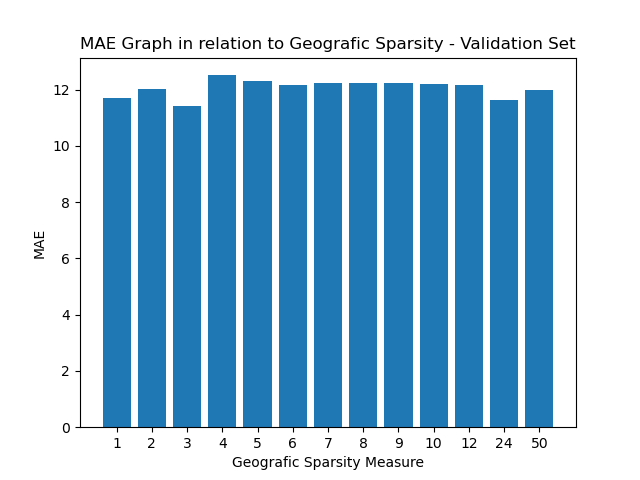 MAE Graph in relation to Geografic Sparsity - Validation Set
12
10
8
6
4
2
0
MAE
1 2 3 4 5 6 7 8 9 10 12 24 50
Geografic Sparsity Measure